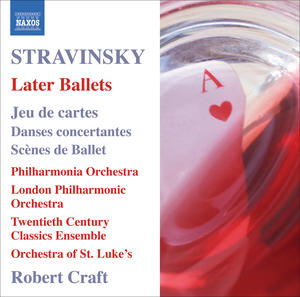 NAXOS
STRAVINSKY
Later Ballets
Jeu de cartes
Danses concertantes
Scènes de Ballet
Philharmonia Orchestra
London Philharmonic
Orchestra
Twentieth Century
Classics Ensemble
Orchestra of St. Luke's
Robert Craft
A